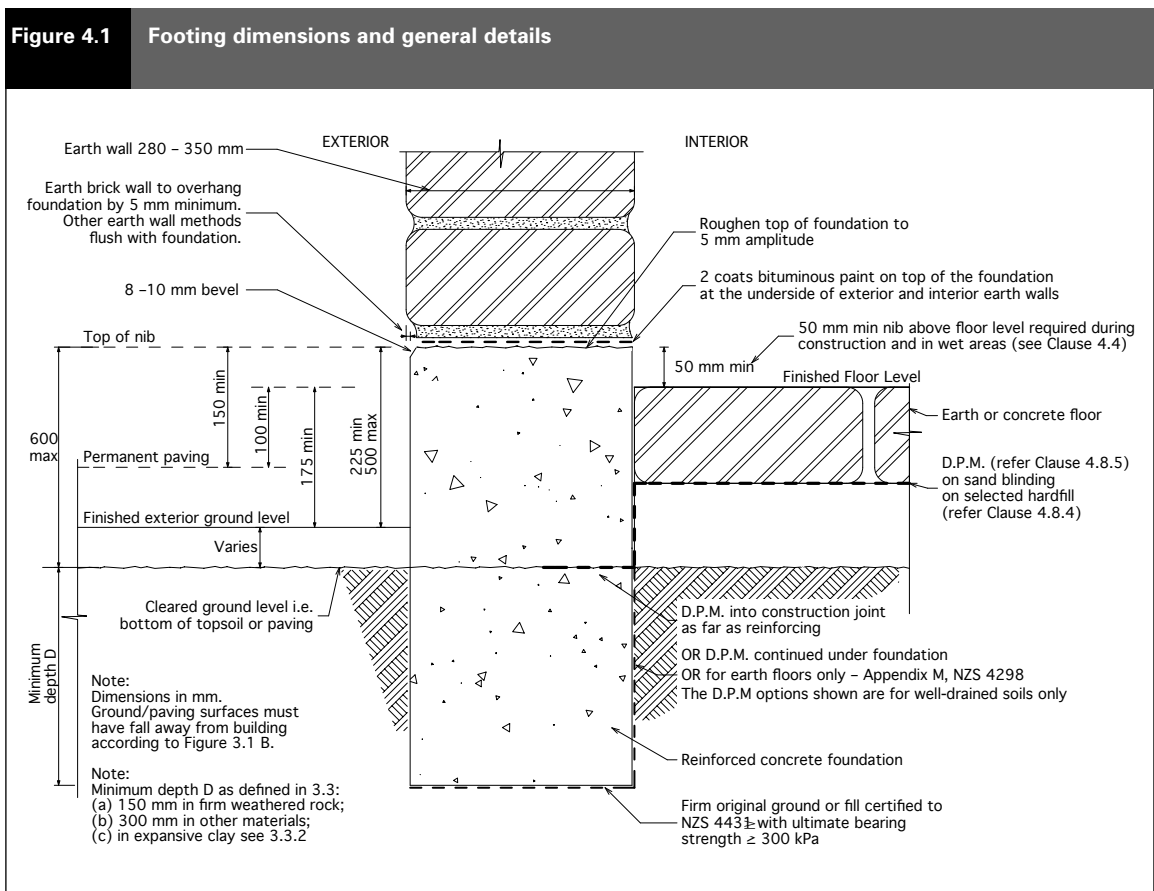 Figure 4.1
Footing dimensions and general details
EXTERIOR
INTERIOR
Earth wall 280 – 350 mm
Earth brick wall to overhang
foundation by 5 mm minimum.
Other earth wall methods
flush with foundation.
8 –10 mm bevel
Roughen top of foundation to
5 mm amplitude
2 coats bituminous paint on top of the foundation
at the underside of exterior and interior earth walls
50 mm min nib above floor level required during
construction and in wet areas (see Clause 4.4)
Top of nib
50 mm min
Finished Floor Level
150 min
100 min
175 min
225 min
500 max
600
max
Permanent paving
Earth or concrete floor
D.P.M. (refer Clause 4.8.5)
on sand blinding
on selected hardfill
(refer Clause 4.8.4)
Finished exterior ground level
Varies
Cleared ground level i.e.
bottom of topsoil or paving
D.P.M. into construction joint
as far as reinforcing
OR D.P.M. continued under foundation
OR for earth floors only – Appendix M, NZS 4298
The D.P.M options shown are for well-drained soils only
Minimum
depth D
Note:
Dimensions in mm.
Ground/paving surfaces must
have fall away from building
according to Figure 3.1 B.
Note:
Minimum depth D as defined in 3.3:
(a) 150 mm in firm weathered rock;
(b) 300 mm in other materials;
(c) in expansive clay see 3.3.2
Reinforced concrete foundation
Firm original ground or fill certified to
NZS 4431 with ultimate bearing
strength ≥ 300 kPa